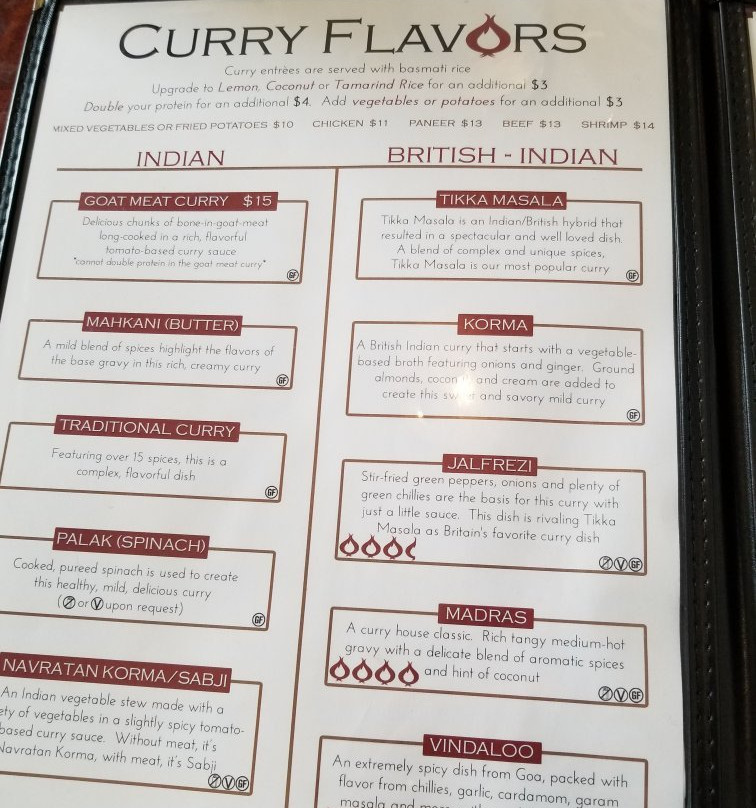 CURRY FLAVORS
Curry entrèes are served with basmati rice
Upgrade to Lemon, Coconut or Tamarind Rice for an additional $3
Double your protein for an additional $4. Add vegetables or potatoes for an additional $3
MIXED VEGETABLES OR FRIED POTATOES $10 CHICKEN $11 PANEER $13 BEEF $13 SHRIMP $14
INDIAN
GOAT MEAT CURRY $15
Delicious chunks of bone-in-goat-meat
long-cooked in a rich, flavorful
tomato-based curry sauce
*cannot double protein in the goat meat curry*
GF
MAHKANI (BUTTER)
A mild blend of spices highlight the flavors of
the base gravy in this rich, creamy curry
GF
TRADITIONAL CURRY
Featuring over 15 spices, this is a
complex, flavorful dish
GF
PALAK (SPINACH)
Cooked, pureed spinach is used to create
this healthy, mild, delicious curry
( or V upon request)
GF
NAVRATAN KORMA/SABJI
An Indian vegetable stew made with a
ety of vegetables in a slightly spicy tomato-
based curry sauce. Without meat, it's
Navratan Korma, with meat, it's Sabji
V GF
BRITISH - INDIAN
TIKKA MASALA
Tikka Masala is an Indian/British hybrid that
resulted in a spectacular and well loved dish.
A blend of complex and unique spices,
Tikka Masala is our most popular curry
GF
KORMA
A British Indian curry that starts with a vegetable-
based broth featuring onions and ginger. Ground
almonds, and cream are added to
create this and savory mild curry
GF
JALFREZI
Stir-fried green peppers, onions and plenty of
green chillies are the basis for this curry with
just a little sauce. This dish is rivaling Tikka
Masala as Britain's favorite curry dish
V GF
MADRAS
A curry house classic. Rich tangy medium-hot
gravy with a delicate blend of aromatic spices
and hint of coconut
V GF
VINDALOO
An extremely spicy dish from Goa, packed with
flavor from chillies, garlic, cardamom, garam
masala and